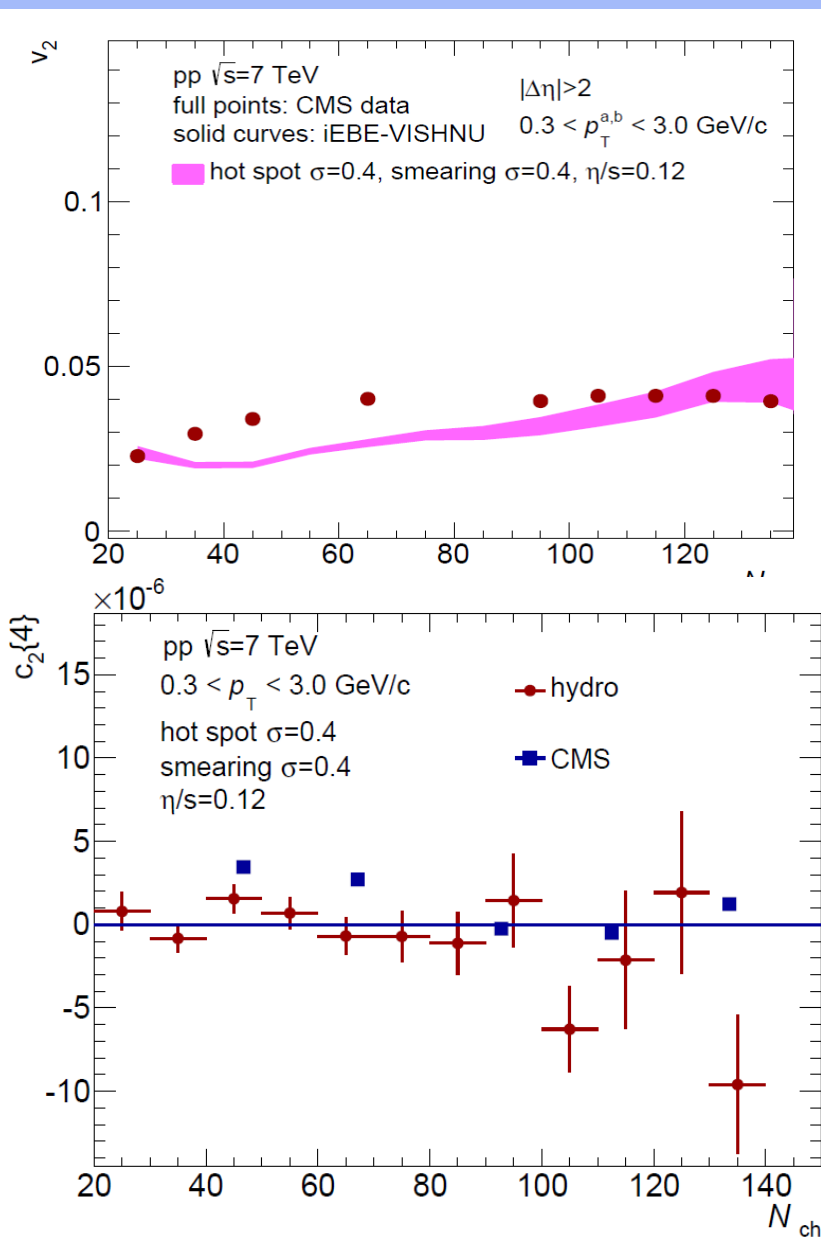 v2
pp √s=7 TeV
full points: CMS data
solid curves: iEBE-VISHNU
|Δη|>2
0.3 < p_T^{a,b} < 3.0 GeV/c
hot spot σ=0.4, smearing σ=0.4, η/s=0.12
0.1
0.05
0
20 40 60 80 100 120
×10^-6
c2{4}
pp √s=7 TeV
0.3 < p_T < 3.0 GeV/c
hot spot σ=0.4
smearing σ=0.4
η/s=0.12
hydro
CMS
15
10
5
0
-5
-10
20 40 60 80 100 120 140
N_ch